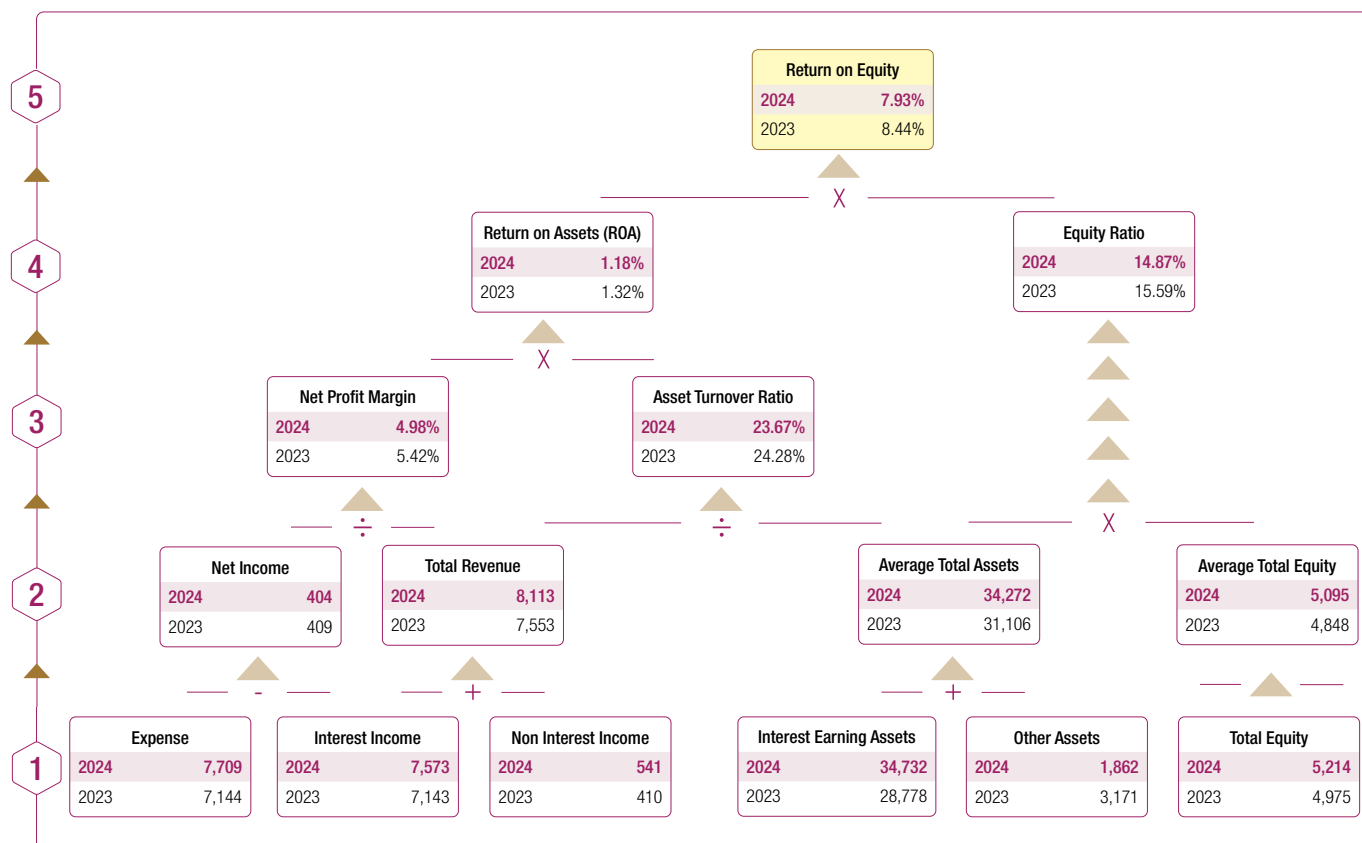 5
Return on Equity
2024 7.93%
2023 8.44%
X
4
Return on Assets (ROA)
2024 1.18%
2023 1.32%
Equity Ratio
2024 14.87%
2023 15.59%
X
3
Net Profit Margin
2024 4.98%
2023 5.42%
Asset Turnover Ratio
2024 23.67%
2023 24.28%
÷
÷
X
2
Net Income
2024 404
2023 409
Total Revenue
2024 8,113
2023 7,553
Average Total Assets
2024 34,272
2023 31,106
Average Total Equity
2024 5,095
2023 4,848
-
+
+
1
Expense
2024 7,709
2023 7,144
Interest Income
2024 7,573
2023 7,143
Non Interest Income
2024 541
2023 410
Interest Earning Assets
2024 34,732
2023 28,778
Other Assets
2024 1,862
2023 3,171
Total Equity
2024 5,214
2023 4,975